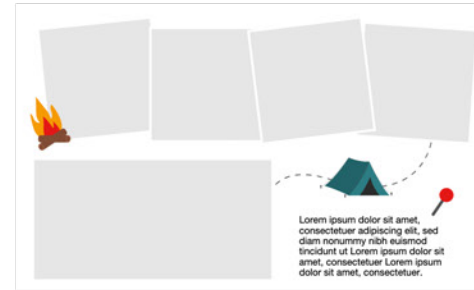 Lorem ipsum dolor sit amet,
consectetuer adipiscing elit, sed
diam nonummy nibh euismod
tincidunt ut Lorem ipsum dolor sit
amet, consectetuer Lorem ipsum
dolor sit amet, consectetuer.